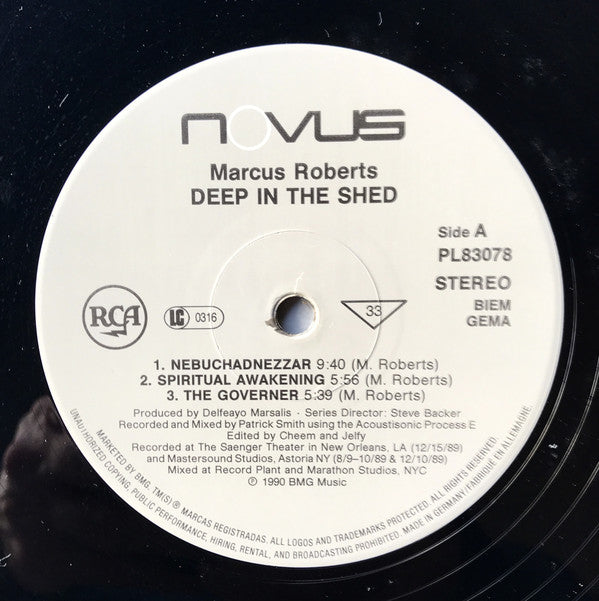 NOVUS
Marcus Roberts
DEEP IN THE SHED
Side A
PL83078
STEREO
BIEM
GEMA
RCA
LC 0316
33
1. NEBUCHADNEZZAR 9:40 (M. Roberts)
2. SPIRITUAL AWAKENING 5:56 (M. Roberts)
3. THE GOVERNER 5:39 (M. Roberts)
Produced by Delfeayo Marsalis · Series Director: Steve Backer
Recorded and Mixed by Patrick Smith using the Acoustisonic Process E
Edited by Cheem and Jelfy
Recorded at The Saenger Theater in New Orleans, LA (12/15/89)
and Mastersound Studios, Astoria NY (8/9–10/89 & 12/10/89)
Mixed at Record Plant and Marathon Studios, NYC
℗ 1990 BMG Music
MARKETED BY BMG. TM(S) ® MARCAS REGISTRADAS. ALL LOGOS AND TRADEMARKS PROTECTED. ALL RIGHTS RESERVED.
UNAUTHORIZED COPYING, PUBLIC PERFORMANCE, HIRING, RENTAL, AND BROADCASTING PROHIBITED. MADE IN GERMANY/FABRIQUÉ EN ALLEMAGNE.